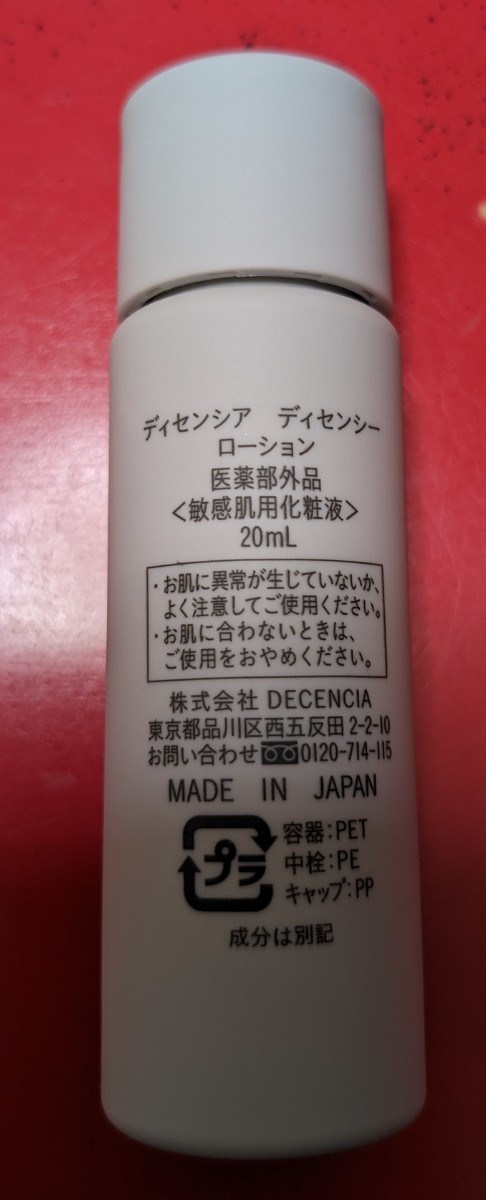 ディセンシア ディセンシー
ローション
医薬部外品
<敏感肌用化粧液>
20mL
・お肌に異常が生じていないか、
よく注意してご使用ください。
・お肌に合わないときは、
ご使用をおやめください。
株式会社 DECENCIA
東京都品川区西五反田2-2-10
お問い合わせ 0120-714-115
MADE IN JAPAN
プラ
容器:PET
中栓:PE
キャップ:PP
成分は別記